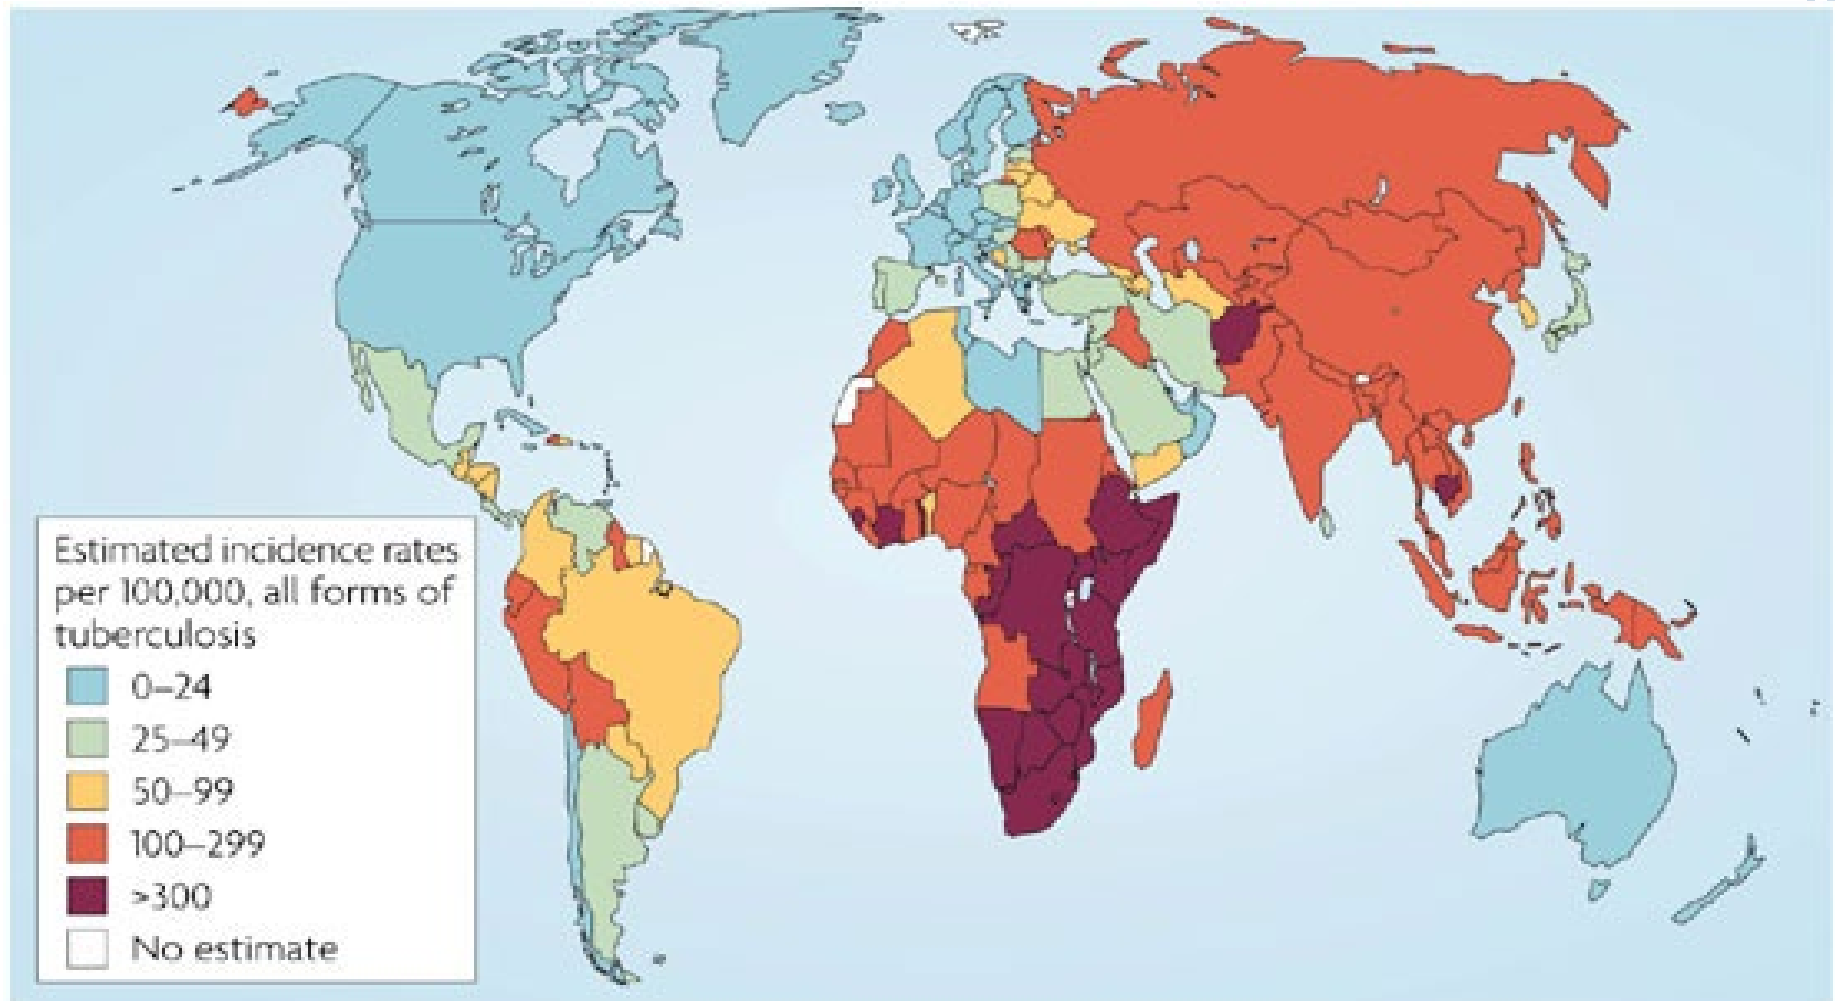 Estimated incidence rates
per 100,000, all forms of
tuberculosis
0–24
25–49
50–99
100–299
>300
No estimate